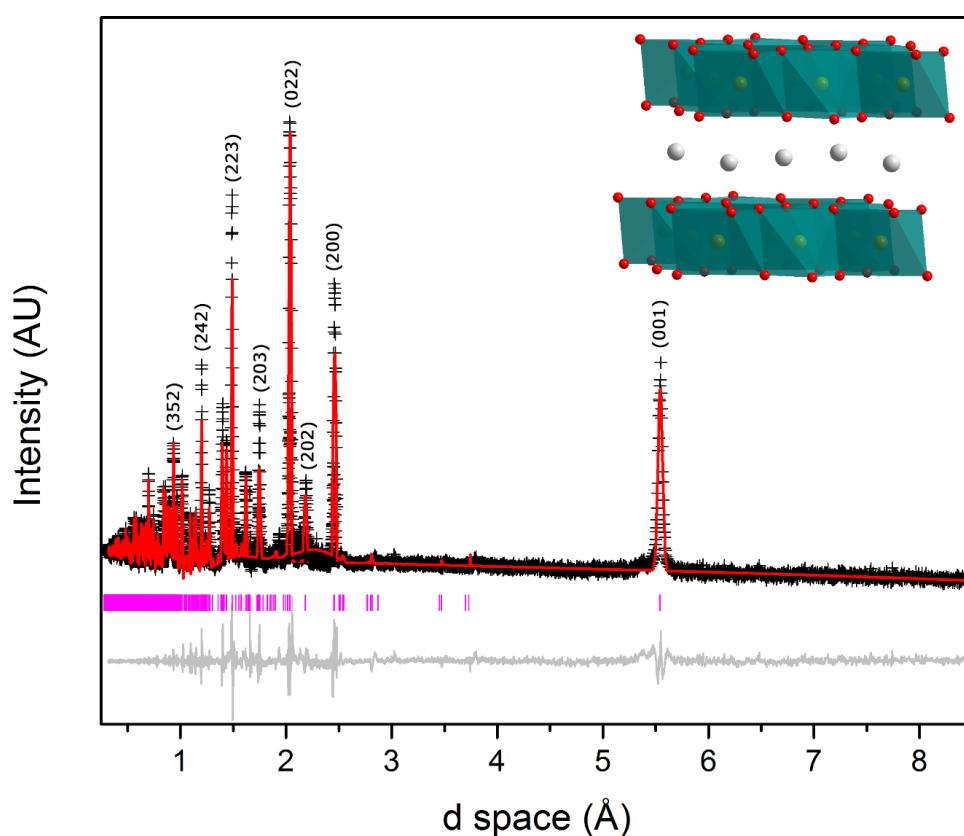 Intensity (AU)
(352)
(242)
(223)
(203)
(022)
(202)
(200)
(001)
1 2 3 4 5 6 7 8
d space (Å)